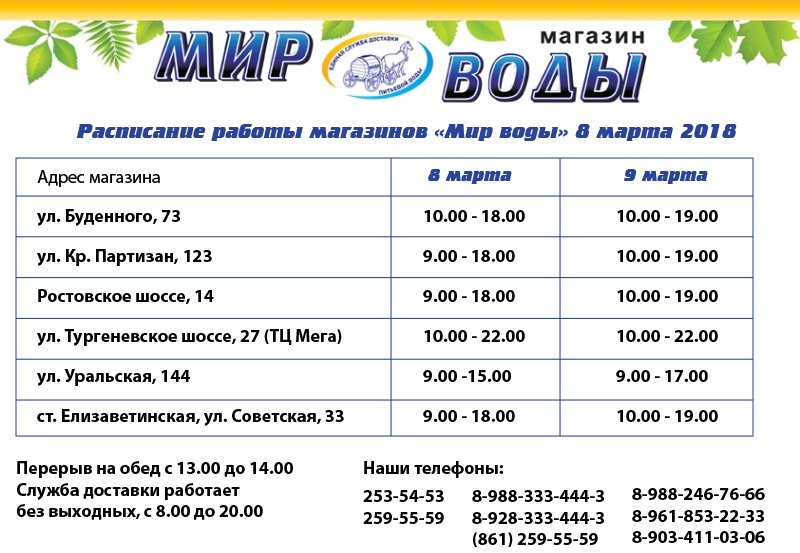 МИР ВОДЫ
магазин
ЕДИНАЯ СЛУЖБА ДОСТАВКИ
ПИТЬЕВОЙ ВОДЫ
Расписание работы магазинов «Мир воды» 8 марта 2018
Адрес магазина 8 марта 9 марта
ул. Буденного, 73 10.00 - 18.00 10.00 - 19.00
ул. Кр. Партизан, 123 9.00 - 18.00 10.00 - 19.00
Ростовское шоссе, 14 9.00 - 18.00 10.00 - 19.00
ул. Тургеневское шоссе, 27 (ТЦ Мега) 10.00 - 22.00 10.00 - 22.00
ул. Уральская, 144 9.00 -15.00 9.00 - 17.00
ст. Елизаветинская, ул. Советская, 33 9.00 - 18.00 10.00 - 19.00
Перерыв на обед с 13.00 до 14.00
Служба доставки работает
без выходных, с 8.00 до 20.00
Наши телефоны:
253-54-53 8-988-333-444-3 8-988-246-76-66
259-55-59 8-928-333-444-3 8-961-853-22-33
(861) 259-55-59 8-903-411-03-06